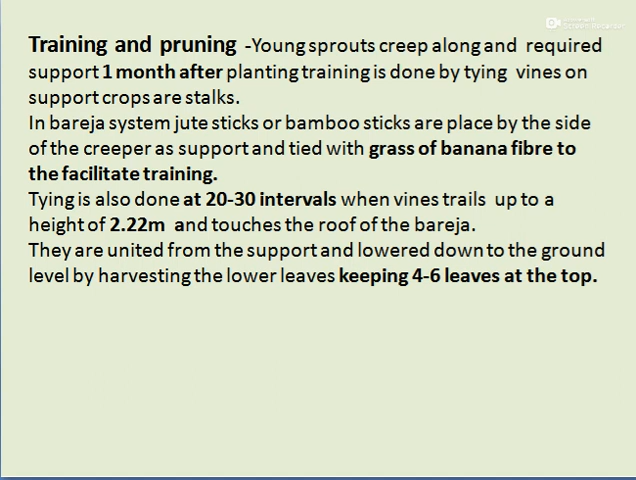 Training and pruning -Young sprouts creep along and required
support 1 month after planting training is done by tying vines on
support crops are stalks.
In bareja system jute sticks or bamboo sticks are place by the side
of the creeper as support and tied with grass of banana fibre to
the facilitate training.
Tying is also done at 20-30 intervals when vines trails up to a
height of 2.22m and touches the roof of the bareja.
They are united from the support and lowered down to the ground
level by harvesting the lower leaves keeping 4-6 leaves at the top.